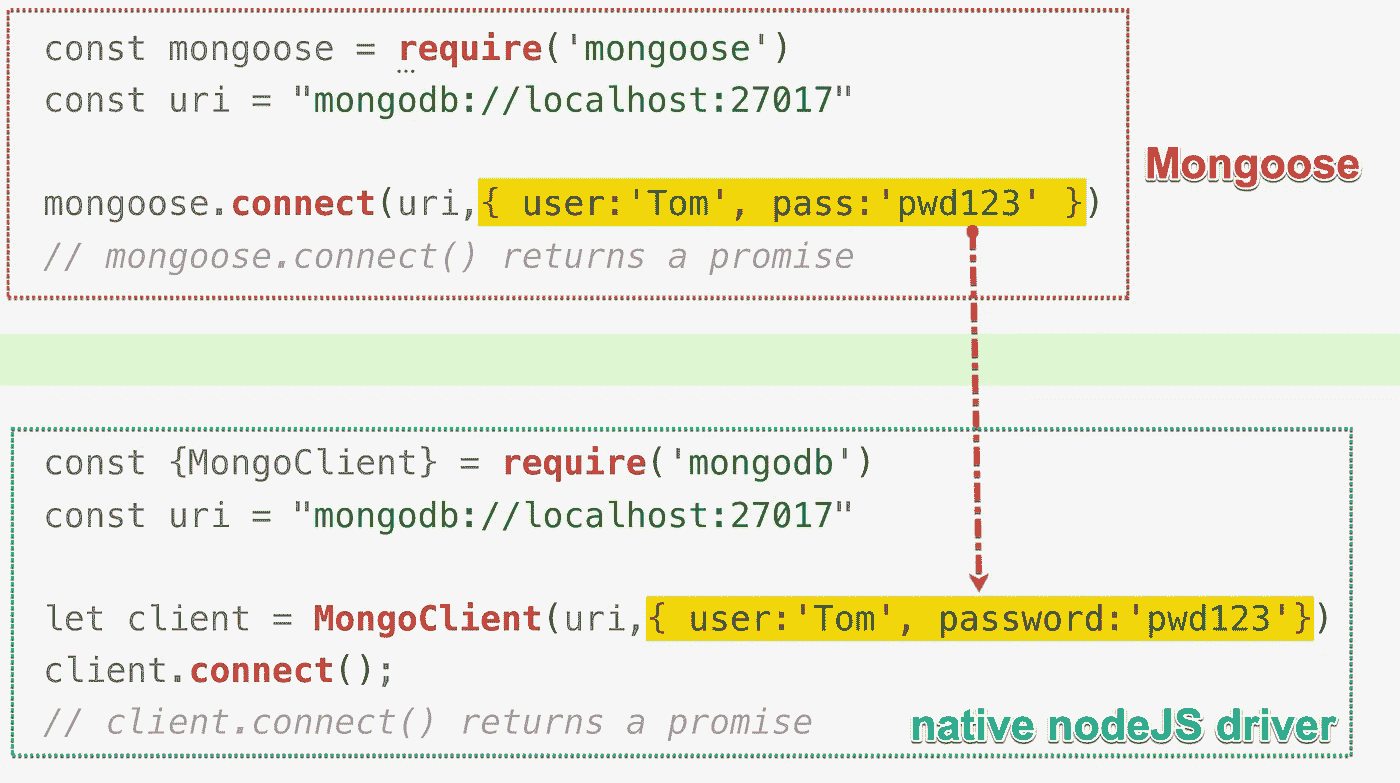 const mongoose = require('mongoose')
const uri = "mongodb://localhost:27017"
Mongoose
mongoose.connect(uri,{ user:'Tom', pass:'pwd123' })
// mongoose.connect() returns a promise
const {MongoClient} = require('mongodb')
const uri = "mongodb://localhost:27017"
let client = MongoClient(uri,{ user:'Tom', password:'pwd123'})
client.connect();
// client.connect() returns a promise
native nodeJS driver